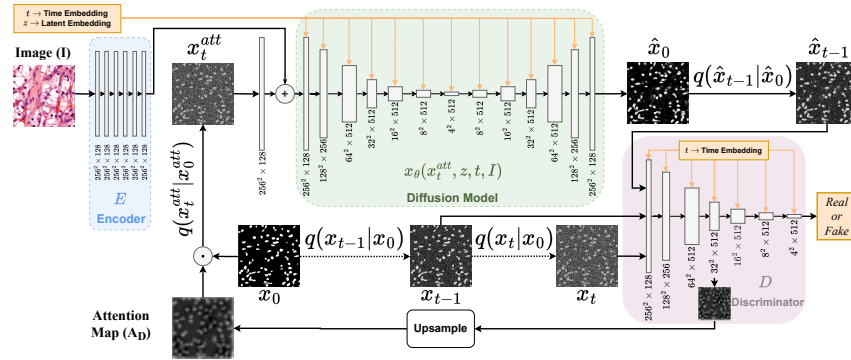 t → Time Embedding
z → Latent Embedding
Image (I)
256² × 128
256² × 128
256² × 128
256² × 128
256² × 128
256² × 128
E
Encoder
x_t^{att}
q(x_t^{att}|x_0^{att})
256² × 128
+
256² × 128
128² × 256
64² × 512
32² × 512
16² × 512
8² × 512
4² × 512
8² × 512
16² × 512
32² × 512
64² × 512
128² × 256
256² × 128
x_θ(x_t^{att}, z, t, I)
Diffusion Model
x̂_0
q(x̂_{t−1}|x̂_0)
x̂_{t−1}
t → Time Embedding
256² × 128
128² × 256
64² × 512
32² × 512
16² × 512
8² × 512
4² × 512
D
Discriminator
Real
or
Fake
x_0
q(x_{t−1}|x_0)
x_{t−1}
q(x_t|x_0)
x_t
Attention
Map (A_D)
Upsample